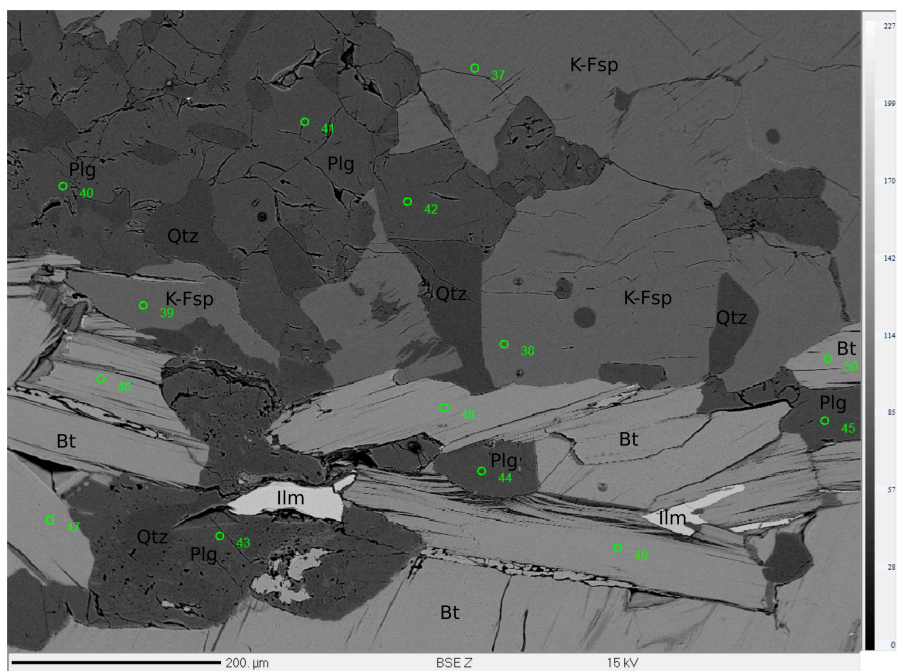 227
37
K-Fsp
199
41
Plg
Plg
40
170
42
Qtz
142
Qtz
K-Fsp
K-Fsp
39
Qtz
114
38
Bt
50
46
Plg
48
85
45
Bt
Bt
Plg
44
57
Ilm
Ilm
47
Qtz
43
Plg
49
28
Bt
0
200. µm
BSE Z
15 kV